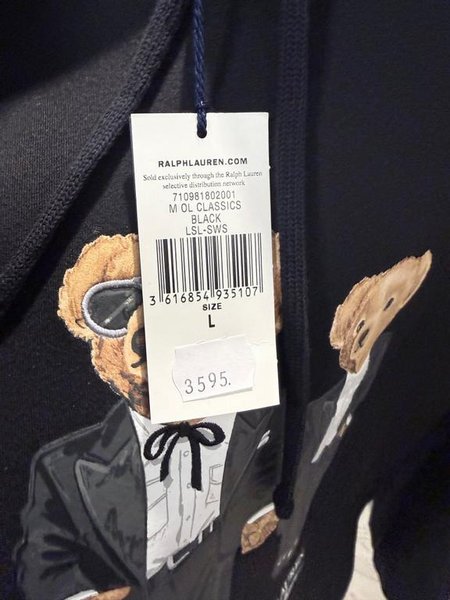 RALPHLAUREN.COM
Sold exclusively through the Ralph Lauren
selective distribution network
710981802001
M OL CLASSICS
BLACK
LSL-SWS
3 616854 935107
SIZE
L
3595.